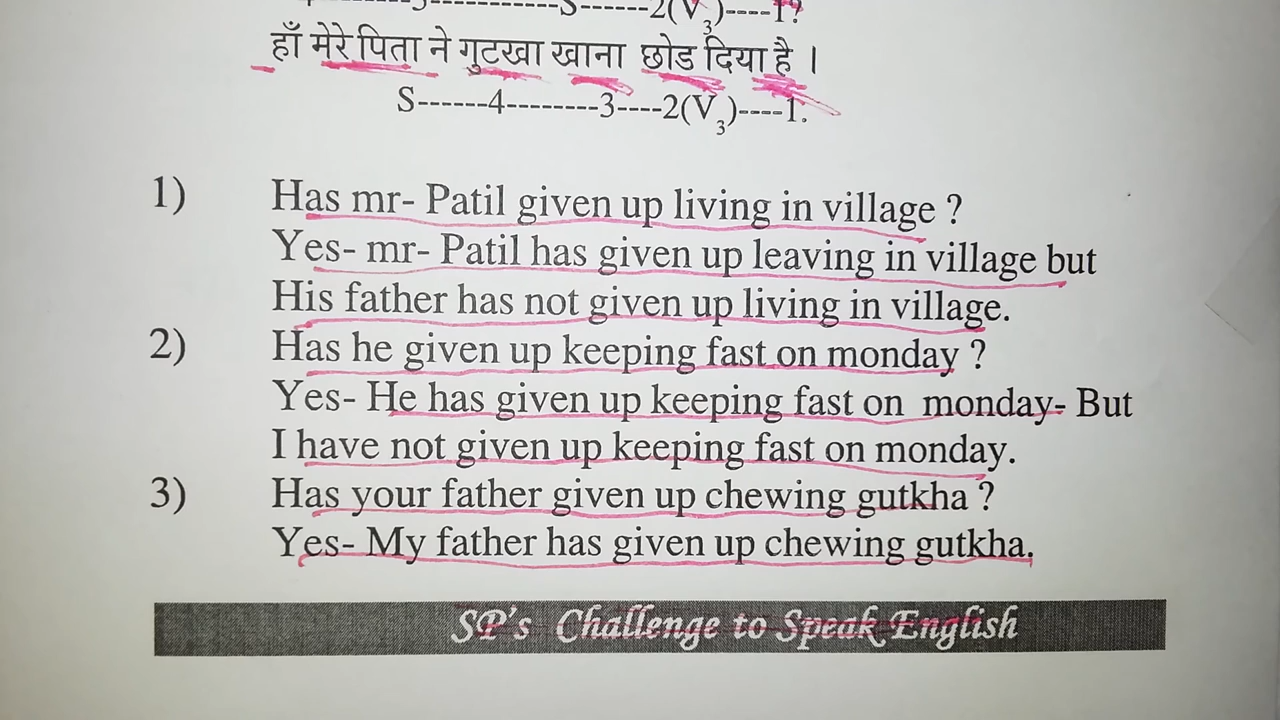 S------2(V3)----1?
हाँ मेरे पिता ने गुटखा खाना छोड दिया है ।
S------4--------3----2(V3)----1.
1) Has mr- Patil given up living in village ?
Yes- mr- Patil has given up leaving in village but
His father has not given up living in village.
2) Has he given up keeping fast on monday ?
Yes- He has given up keeping fast on monday- But
I have not given up keeping fast on monday.
3) Has your father given up chewing gutkha ?
Yes- My father has given up chewing gutkha.
SP's Challenge to Speak English